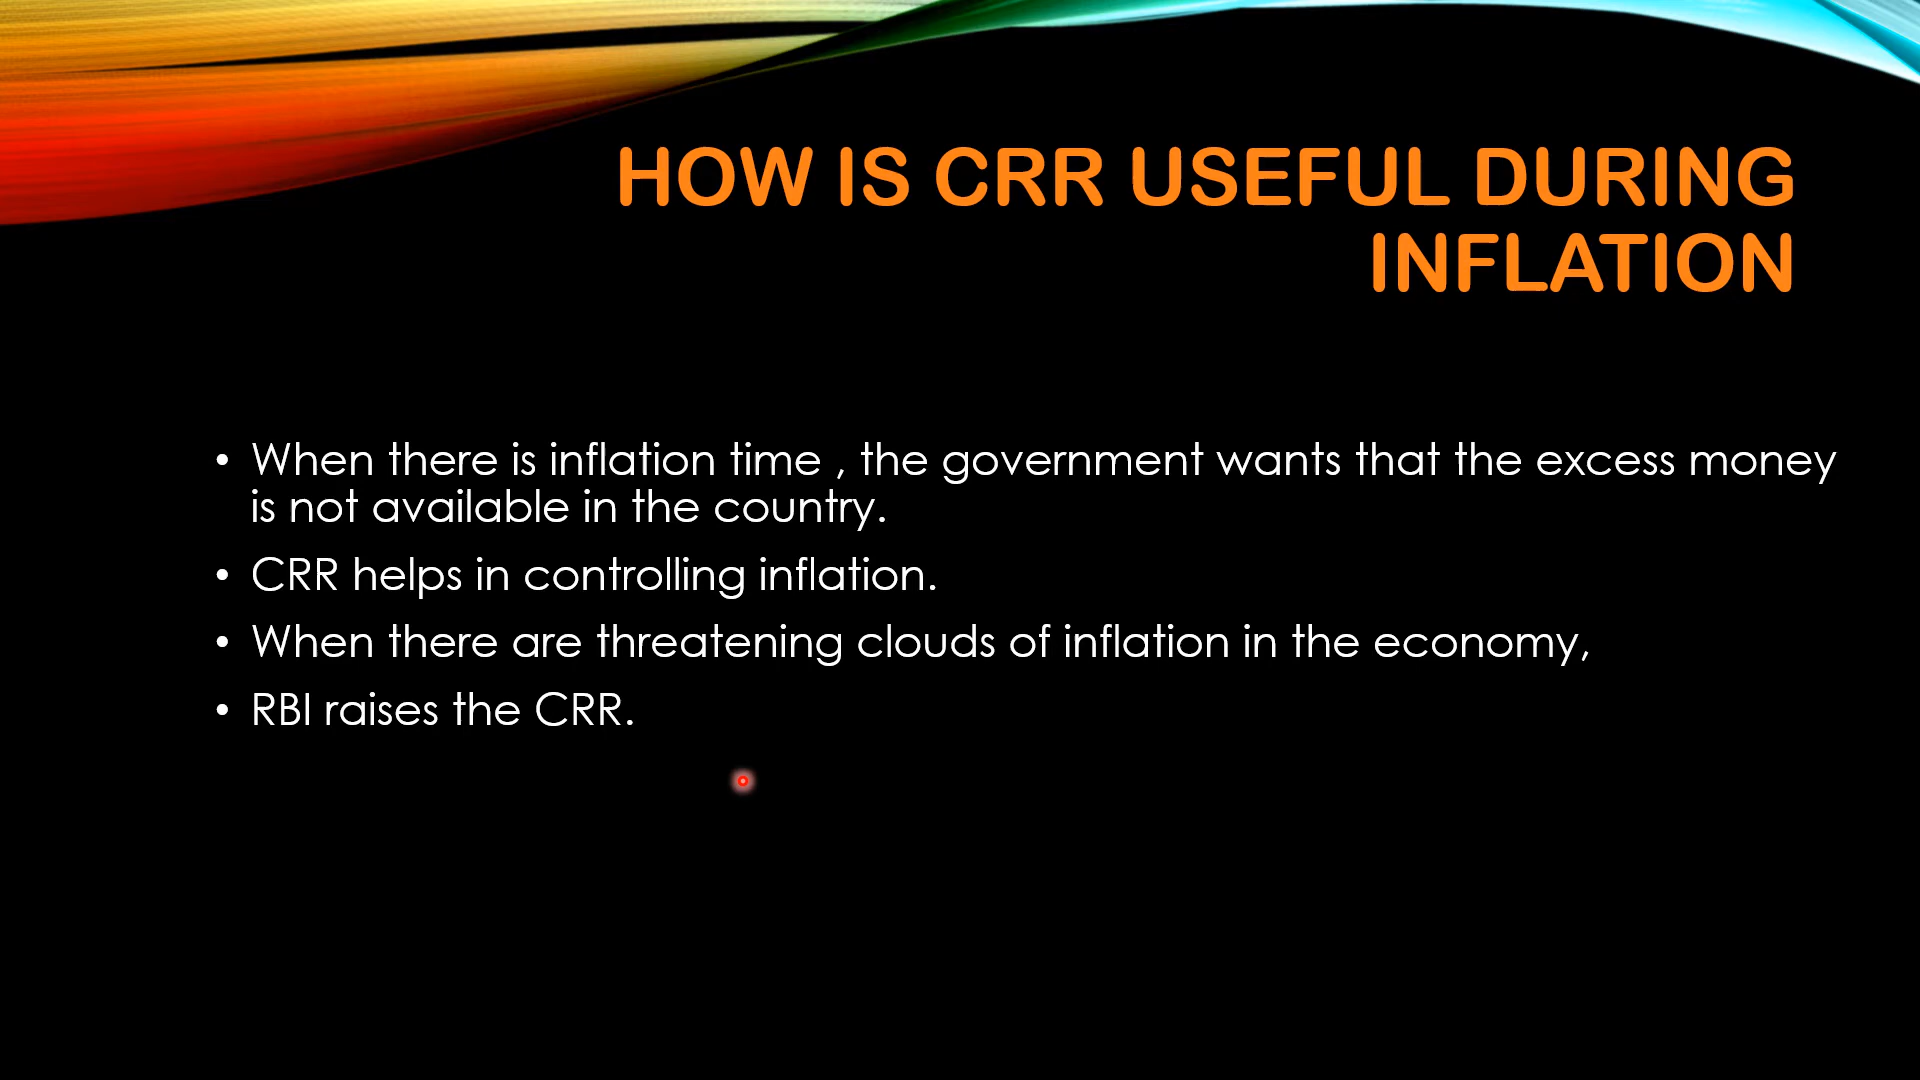 HOW IS CRR USEFUL DURING
INFLATION
• When there is inflation time , the government wants that the excess money
is not available in the country.
• CRR helps in controlling inflation.
• When there are threatening clouds of inflation in the economy,
• RBI raises the CRR.